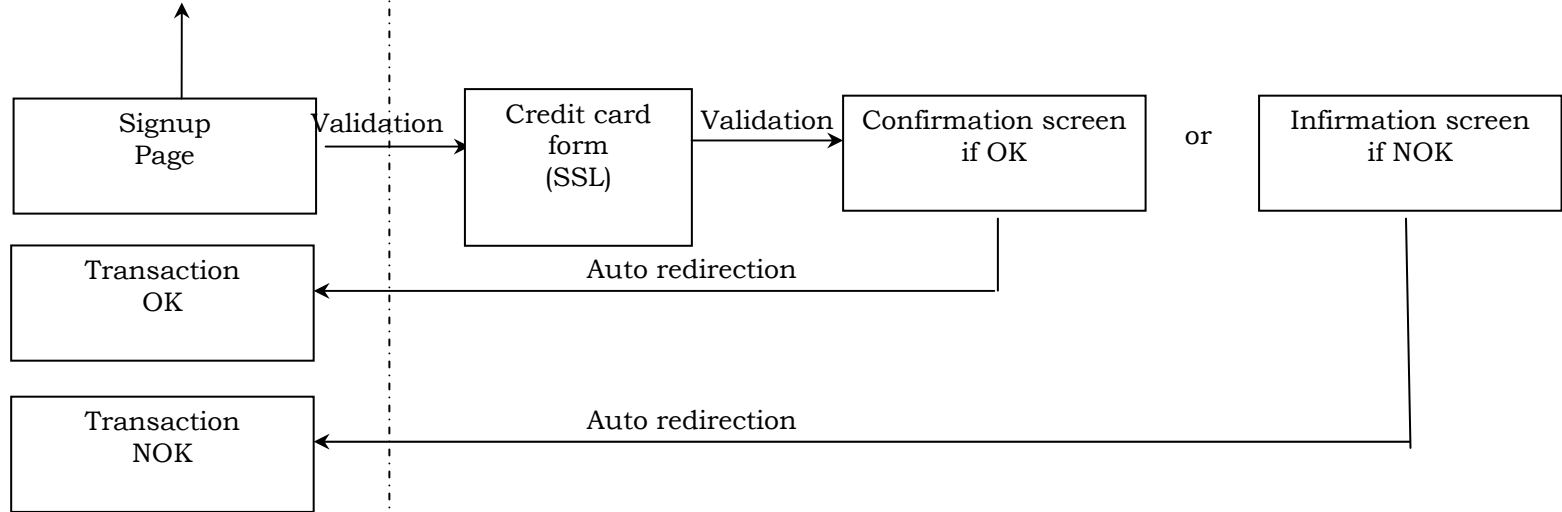 Signup
Page
Validation
Credit card
form
(SSL)
Validation
Confirmation screen
if OK
or
Infirmation screen
if NOK
Transaction
OK
Auto redirection
Transaction
NOK
Auto redirection